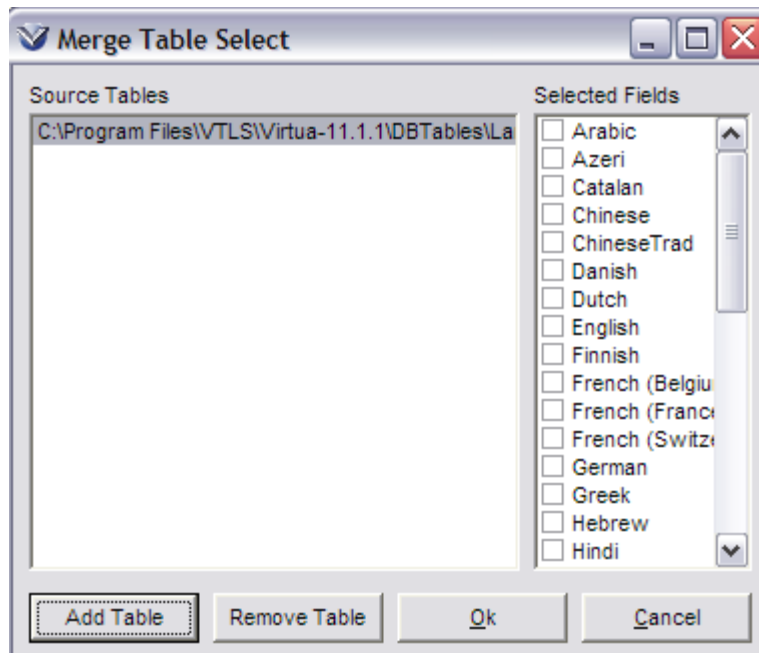 Merge Table Select
Source Tables
C:\Program Files\VTLS\Virtua-11.1.1\DBTables\La
Selected Fields
Arabic
Azeri
Catalan
Chinese
ChineseTrad
Danish
Dutch
English
Finnish
French (Belgiu
French (France
French (Switze
German
Greek
Hebrew
Hindi
Add Table
Remove Table
Ok
Cancel